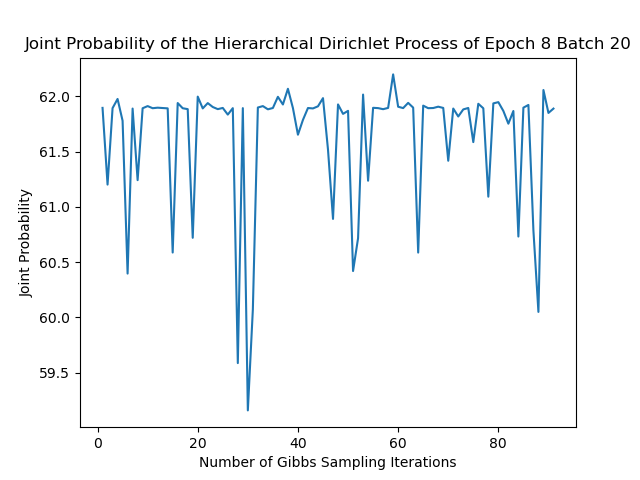 Joint Probability of the Hierarchical Dirichlet Process of Epoch 8 Batch 20
62.0
61.5
61.0
60.5
60.0
59.5
Joint Probability
0 20 40 60 80
Number of Gibbs Sampling Iterations